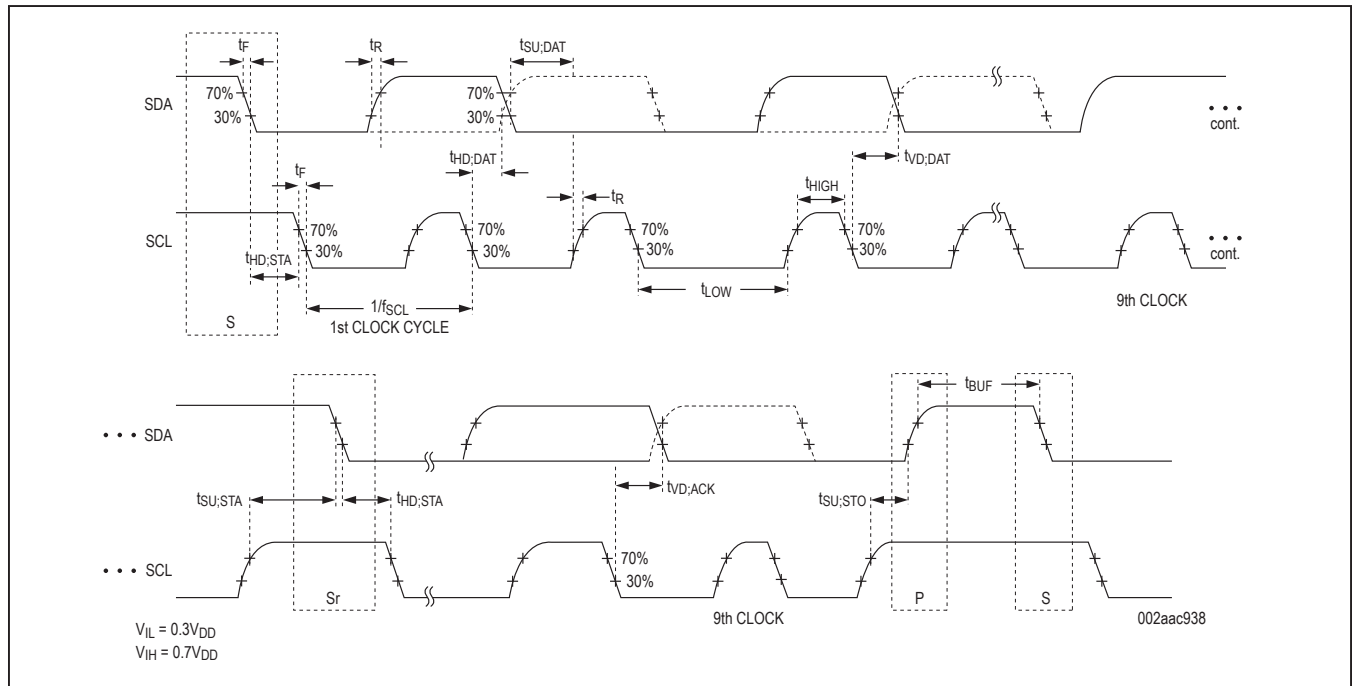 tF
tR
tSU;DAT
70%
30%
SDA
70%
30%
• • •
cont.
tHD;DAT
tVD;DAT
tF
tR
tHIGH
SCL
70%
30%
70%
30%
70%
30%
70%
30%
• • •
cont.
tHD;STA
1/fSCL
1st CLOCK CYCLE
tLOW
9th CLOCK
S
tBUF
• • • SDA
tSU;STA
tHD;STA
tVD;ACK
tSU;STO
• • • SCL
70%
30%
Sr
9th CLOCK
P
S
002aac938
VIL = 0.3VDD
VIH = 0.7VDD